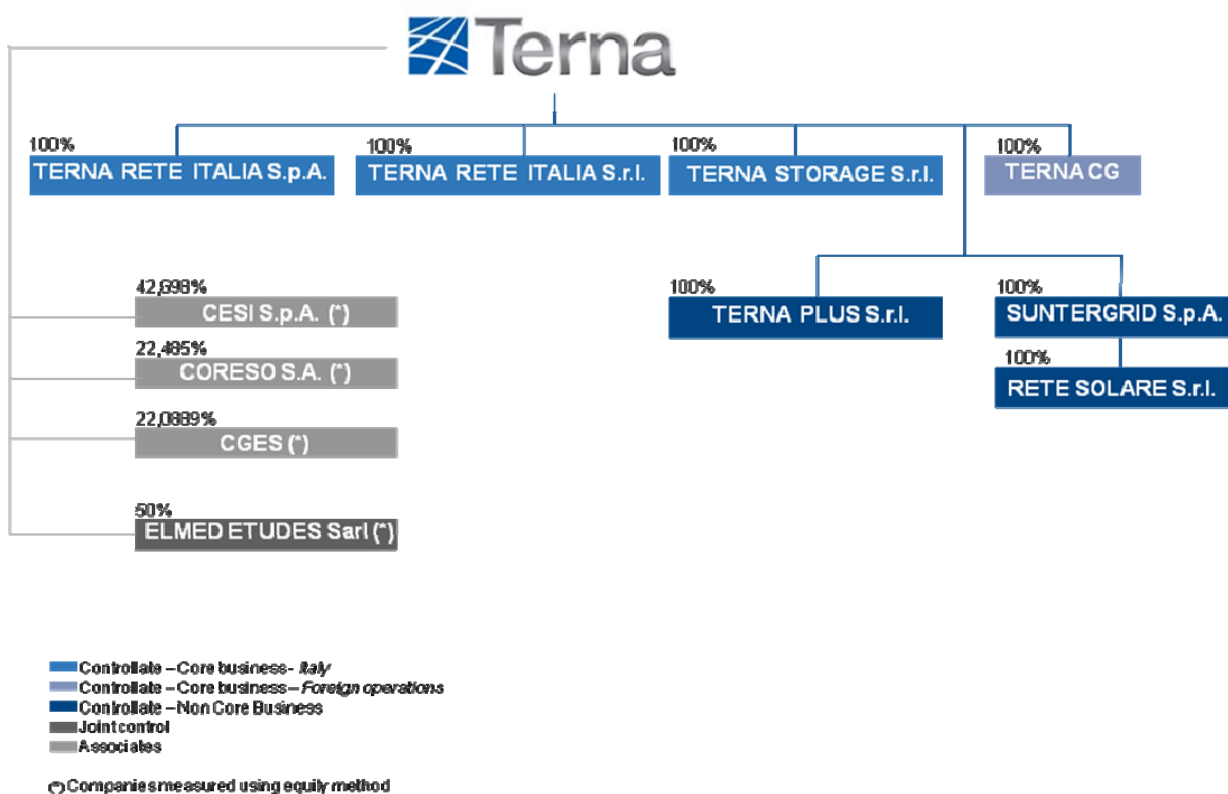 Terna
100%
TERNA RETE ITALIA S.p.A.
100%
TERNA RETE ITALIA S.r.l.
100%
TERNA STORAGE S.r.l.
100%
TERNA CG
42,698%
CESI S.p.A. (*)
22,485%
CORESO S.A. (*)
22,0889%
CGES (*)
50%
ELMED ETUDES Sarl (*)
100%
TERNA PLUS S.r.l.
100%
SUNTERGRID S.p.A.
100%
RETE SOLARE S.r.l.
Controllate – Core business - Italy
Controllate – Core business – Foreign operations
Controllate – Non Core Business
Joint control
Associates
(*) Companies measured using equity method